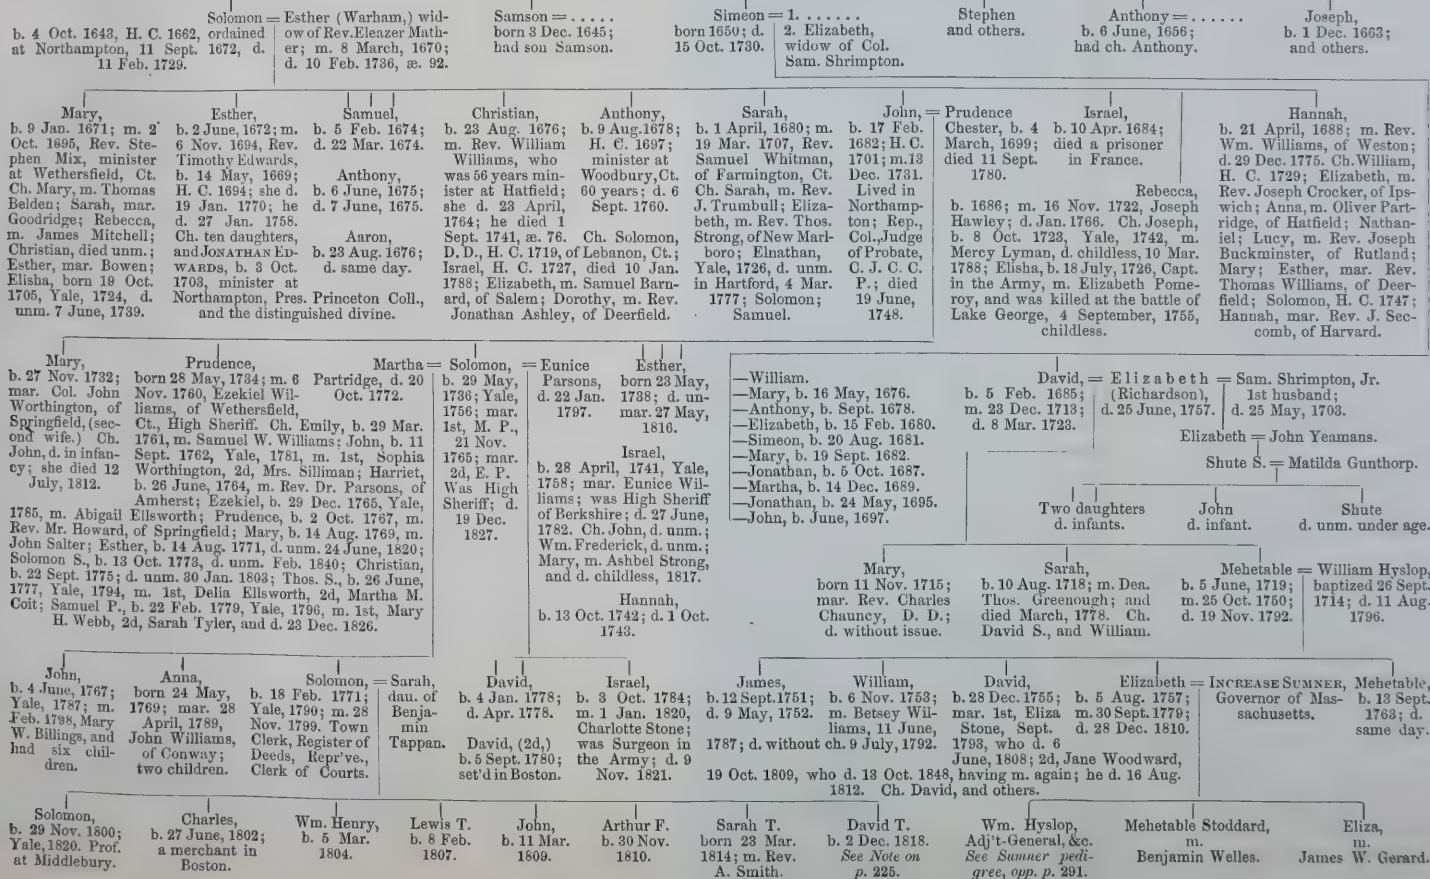 Solomon =
b. 4 Oct. 1643, H. C. 1662, ordained
at Northampton, 11 Sept. 1672, d.
11 Feb. 1729.
Esther (Warham,) wid-
ow of Rev. Eleazer Math-
er; m. 8 March, 1670;
d. 10 Feb. 1736, æ. 92.
Samson = . . . . .
born 3 Dec. 1645;
had son Samson.
Simeon =
born 1650; d.
15 Oct. 1730.
1. . . . . . .
2. Elizabeth,
widow of Col.
Sam. Shrimpton.
Stephen
and others.
Anthony = . . . . . .
b. 6 June, 1656;
had ch. Anthony.
Joseph,
b. 1 Dec. 1663;
and others.
Mary,
b. 9 Jan. 1671; m. 2
Oct. 1695, Rev. Ste-
phen Mix, minister
at Wethersfield, Ct.
Ch. Mary, m. Thomas
Belden; Sarah, mar.
Goodridge; Rebecca,
m. James Mitchell;
Christian, died unm.;
Esther, mar. Bowen;
Elisha, born 19 Oct.
1705, Yale, 1724, d.
unm. 7 June, 1739.
Esther,
b. 2 June, 1672; m.
6 Nov. 1694, Rev.
Timothy Edwards,
b. 14 May, 1669;
H. C. 1694; she d.
19 Jan. 1770; he
d. 27 Jan. 1758.
Ch. ten daughters,
and JONATHAN ED-
WARDS, b. 3 Oct.
1703, minister at
Northampton, Pres. Princeton Coll.,
and the distinguished divine.
Samuel,
b. 5 Feb. 1674;
d. 22 Mar. 1674.
Anthony,
b. 6 June, 1675;
d. 7 June, 1675.
Aaron,
b. 23 Aug. 1676;
d. same day.
Christian,
b. 23 Aug. 1676;
m. Rev. William
Williams, who
was 56 years min-
ister at Hatfield;
she d. 23 April,
1764; he died 1
Sept. 1741, æ. 76. Ch. Solomon,
D. D., H. C. 1719, of Lebanon, Ct.;
Israel, H. C. 1727, died 10 Jan.
1788; Elizabeth, m. Samuel Barn-
ard, of Salem; Dorothy, m. Rev.
Jonathan Ashley, of Deerfield.
Anthony,
b. 9 Aug. 1678;
H. C. 1697;
minister at
Woodbury, Ct.
60 years; d. 6
Sept. 1760.
Sarah,
b. 1 April, 1680; m.
19 Mar. 1707, Rev.
Samuel Whitman,
of Farmington, Ct.
Ch. Sarah, m. Rev.
J. Trumbull; Eliza-
beth, m. Rev. Thos.
Strong, of New Marl-
boro; Elnathan,
Yale, 1726, d. unm.
in Hartford, 4 Mar.
1777; Solomon;
Samuel.
John, =
b. 17 Feb.
1682; H. C.
1701; m. 13
Dec. 1731.
Lived in
Northamp-
ton; Rep.,
Col., Judge
of Probate,
C. J. C. C.
P.; died
19 June,
1748.
Prudence
Chester, b. 4
March, 1699;
died 11 Sept.
1780.
Israel,
b. 10 Apr. 1684;
died a prisoner
in France.
Rebecca,
b. 1686; m. 16 Nov. 1722, Joseph
Hawley; d. Jan. 1766. Ch. Joseph,
b. 8 Oct. 1723, Yale, 1742, m.
Mercy Lyman, d. childless, 10 Mar.
1788; Elisha, b. 18 July, 1726, Capt.
in the Army, m. Elizabeth Pome-
roy, and was killed at the battle of
Lake George, 4 September, 1755,
childless.
Hannah,
b. 21 April, 1688; m. Rev.
Wm. Williams, of Weston;
d. 29 Dec. 1775. Ch. William,
H. C. 1729; Elizabeth, m.
Rev. Joseph Crocker, of Ips-
wich; Anna, m. Oliver Part-
ridge, of Hatfield; Nathan-
iel; Lucy, m. Rev. Joseph
Buckminster, of Rutland;
Mary; Esther, mar. Rev.
Thomas Williams, of Deer-
field; Solomon, H. C. 1747;
Hannah, mar. Rev. J. Sec-
comb, of Harvard.
Mary,
b. 27 Nov. 1732;
mar. Col. John
Worthington, of
Springfield, (sec-
ond wife.) Ch.
John, d. in infan-
cy; she died 12
July, 1812.
Prudence,
born 28 May, 1734; m. 6
Nov. 1760, Ezekiel Wil-
liams, of Wethersfield,
Ct., High Sheriff. Ch. Emily, b. 29 Mar.
1761, m. Samuel W. Williams; John, b. 11
Sept. 1762, Yale, 1781, m. 1st, Sophia
Worthington, 2d, Mrs. Silliman; Harriet,
b. 26 June, 1764, m. Rev. Dr. Parsons, of
Amherst; Ezekiel, b. 29 Dec. 1765, Yale,
1785, m. Abigail Ellsworth; Prudence, b. 2 Oct. 1767, m.
Rev. Mr. Howard, of Springfield; Mary, b. 14 Aug. 1769, m.
John Salter; Esther, b. 14 Aug. 1771, d. unm. 24 June, 1820;
Solomon S., b. 13 Oct. 1773, d. unm. Feb. 1840; Christian,
b. 22 Sept. 1775; d. unm. 30 Jan. 1803; Thos. S., b. 26 June,
1777, Yale, 1794, m. 1st, Delia Ellsworth, 2d, Martha M.
Coit; Samuel P., b. 22 Feb. 1779, Yale, 1796, m. 1st, Mary
H. Webb, 2d, Sarah Tyler, and d. 23 Dec. 1826.
Martha =
Partridge, d. 20
Oct. 1772.
Solomon, =
b. 29 May,
1736; Yale,
1756; mar.
1st, M. P.,
21 Nov.
1765; mar.
2d, E. P.
Was High
Sheriff; d.
19 Dec.
1827.
Eunice
Parsons,
d. 22 Jan.
1797.
Esther,
born 23 May,
1738; d. un-
mar. 27 May,
1816.
Israel,
b. 28 April, 1741, Yale,
1758; mar. Eunice Wil-
liams; was High Sheriff
of Berkshire; d. 27 June,
1782. Ch. John, d. unm.;
Wm. Frederick, d. unm.;
Mary, m. Ashbel Strong,
and d. childless, 1817.
Hannah,
b. 13 Oct. 1742; d. 1 Oct.
1743.
—William.
—Mary, b. 16 May, 1676.
—Anthony, b. Sept. 1678.
—Elizabeth, b. 15 Feb. 1680.
—Simeon, b. 20 Aug. 1681.
—Mary, b. 19 Sept. 1682.
—Jonathan, b. 5 Oct. 1687.
—Martha, b. 14 Dec. 1689.
—Jonathan, b. 24 May, 1695.
—John, b. June, 1697.
David, =
b. 5 Feb. 1685;
m. 23 Dec. 1713;
d. 8 Mar. 1723.
Elizabeth =
(Richardson),
d. 25 June, 1757.
Sam. Shrimpton, Jr.
1st husband;
d. 25 May, 1703.
Elizabeth = John Yeamans.
Shute S. = Matilda Gunthorp.
Two daughters
d. infants.
John
d. infant.
Shute
d. unm. under age.
Mary,
born 11 Nov. 1715;
mar. Rev. Charles
Chauncy, D. D.;
d. without issue.
Sarah,
b. 10 Aug. 1718; m. Dea.
Thos. Greenough; and
died March, 1778. Ch.
David S., and William.
Mehetable =
b. 5 June, 1719;
m. 25 Oct. 1750;
d. 19 Nov. 1792.
William Hyslop,
baptized 26 Sept.
1714; d. 11 Aug.
1796.
John,
b. 4 June, 1767;
Yale, 1787; m.
Feb. 1798, Mary
W. Billings, and
had six chil-
dren.
Anna,
born 24 May,
1769; mar. 28
April, 1789,
John Williams,
of Conway;
two children.
Solomon, =
b. 18 Feb. 1771;
Yale, 1790; m. 28
Nov. 1799. Town
Clerk, Register of
Deeds, Repr've.,
Clerk of Courts.
Sarah,
dau. of
Benja-
min
Tappan.
David,
b. 4 Jan. 1778;
d. Apr. 1778.
David, (2d,)
b. 5 Sept. 1780;
set'd in Boston.
Israel,
b. 3 Oct. 1784;
m. 1 Jan. 1820,
Charlotte Stone;
was Surgeon in
the Army; d. 9
Nov. 1821.
James,
b. 12 Sept. 1751;
d. 9 May, 1752.
William,
b. 6 Nov. 1753;
m. Betsey Wil-
liams, 11 June,
1787; d. without ch. 9 July, 1792.
David,
b. 28 Dec. 1755;
mar. 1st, Eliza
Stone, Sept.
1793, who d. 6
June, 1808; 2d, Jane Woodward,
19 Oct. 1809, who d. 13 Oct. 1848, having m. again; he d. 16 Aug.
1812. Ch. David, and others.
Elizabeth =
b. 5 Aug. 1757;
m. 30 Sept. 1779;
d. 28 Dec. 1810.
INCREASE SUMNER,
Governor of Mas-
sachusetts.
Mehetable,
b. 13 Sept.
1763; d.
same day.
Solomon,
b. 29 Nov. 1800;
Yale, 1820. Prof.
at Middlebury.
Charles,
b. 27 June, 1802;
a merchant in
Boston.
Wm. Henry,
b. 5 Mar.
1804.
Lewis T.
b. 8 Feb.
1807.
John,
b. 11 Mar.
1809.
Arthur F.
b. 30 Nov.
1810.
Sarah T.
born 23 Mar.
1814; m. Rev.
A. Smith.
David T.
b. 2 Dec. 1818.
See Note on
p. 225.
Wm. Hyslop,
Adj't-General, &c.
See Sumner pedi-
gree, opp. p. 291.
Mehetable Stoddard,
m.
Benjamin Welles.
Eliza,
m.
James W. Gerard.